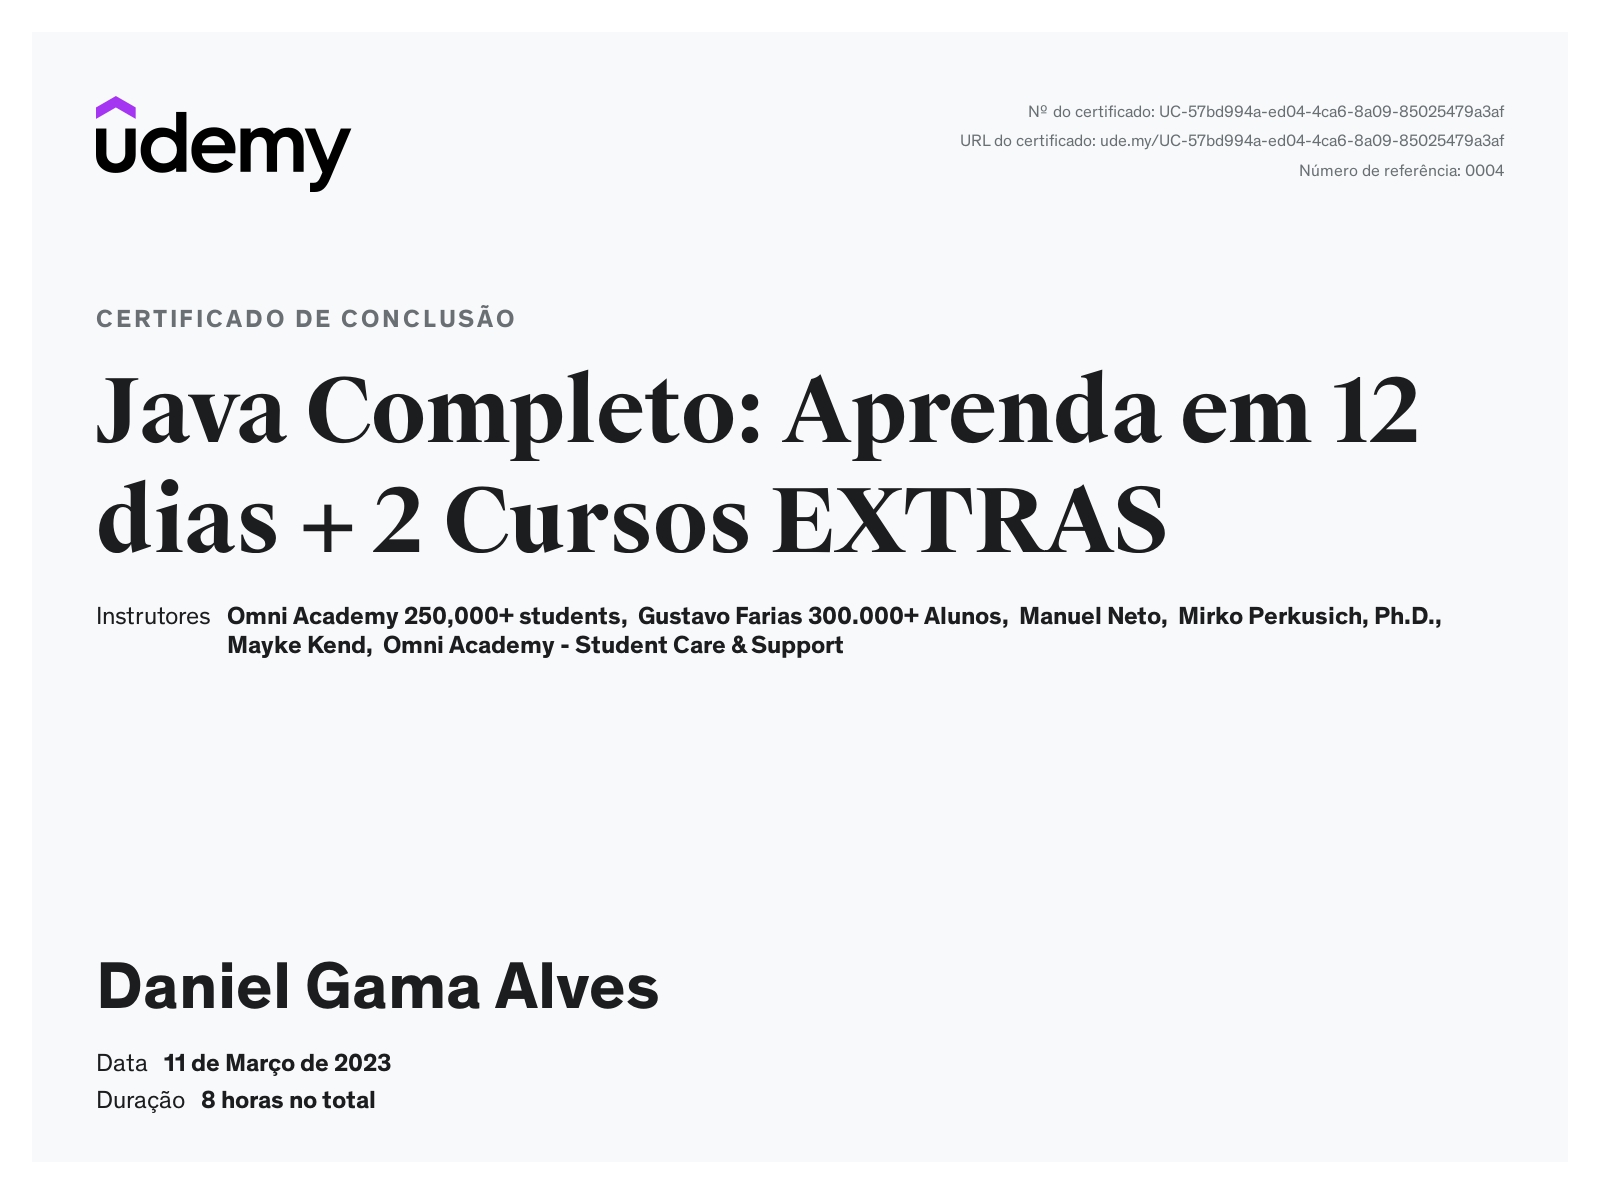 udemy
Nº do certificado: UC-57bd994a-ed04-4ca6-8a09-85025479a3af
URL do certificado: ude.my/UC-57bd994a-ed04-4ca6-8a09-85025479a3af
Número de referência: 0004
CERTIFICADO DE CONCLUSÃO
Java Completo: Aprenda em 12
dias + 2 Cursos EXTRAS
Instrutores Omni Academy 250,000+ students, Gustavo Farias 300.000+ Alunos, Manuel Neto, Mirko Perkusich, Ph.D.,
Mayke Kend, Omni Academy - Student Care & Support
Daniel Gama Alves
Data 11 de Março de 2023
Duração 8 horas no total